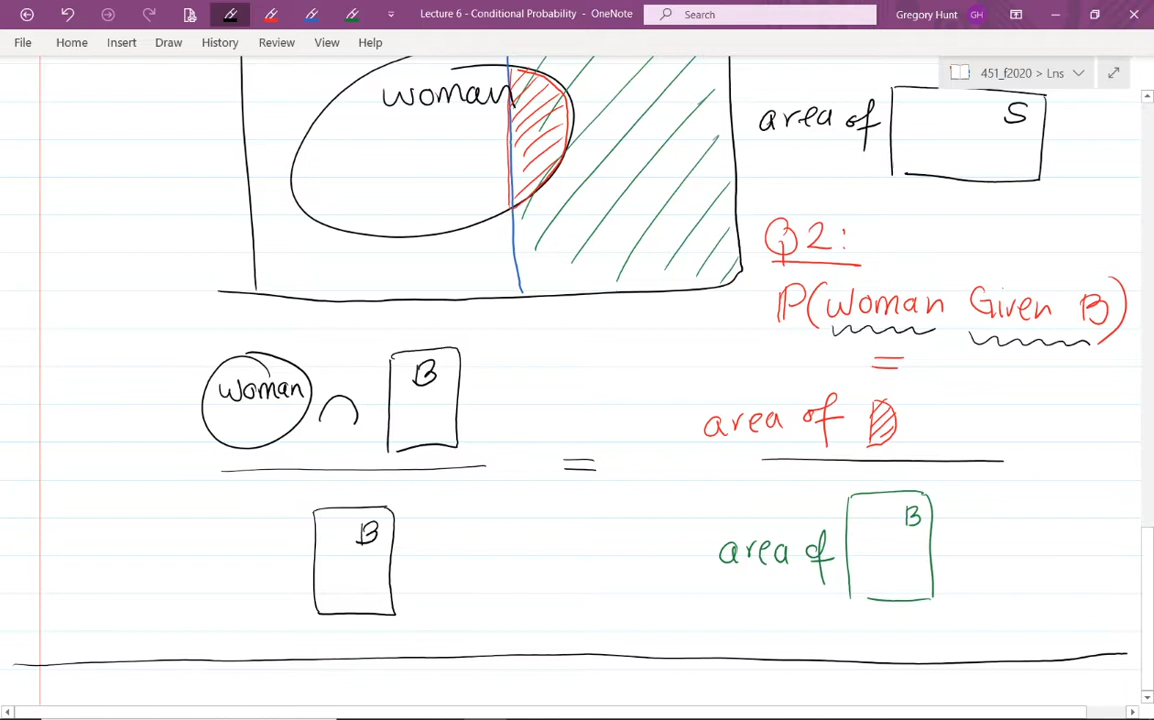 Lecture 6 - Conditional Probability - OneNote
Search
Gregory Hunt
GH
File Home Insert Draw History Review View Help
451_f2020 > Lns
woman
area of S
Q2:
P(Woman Given B)
=
area of
woman ∩ B
=
B
area of B